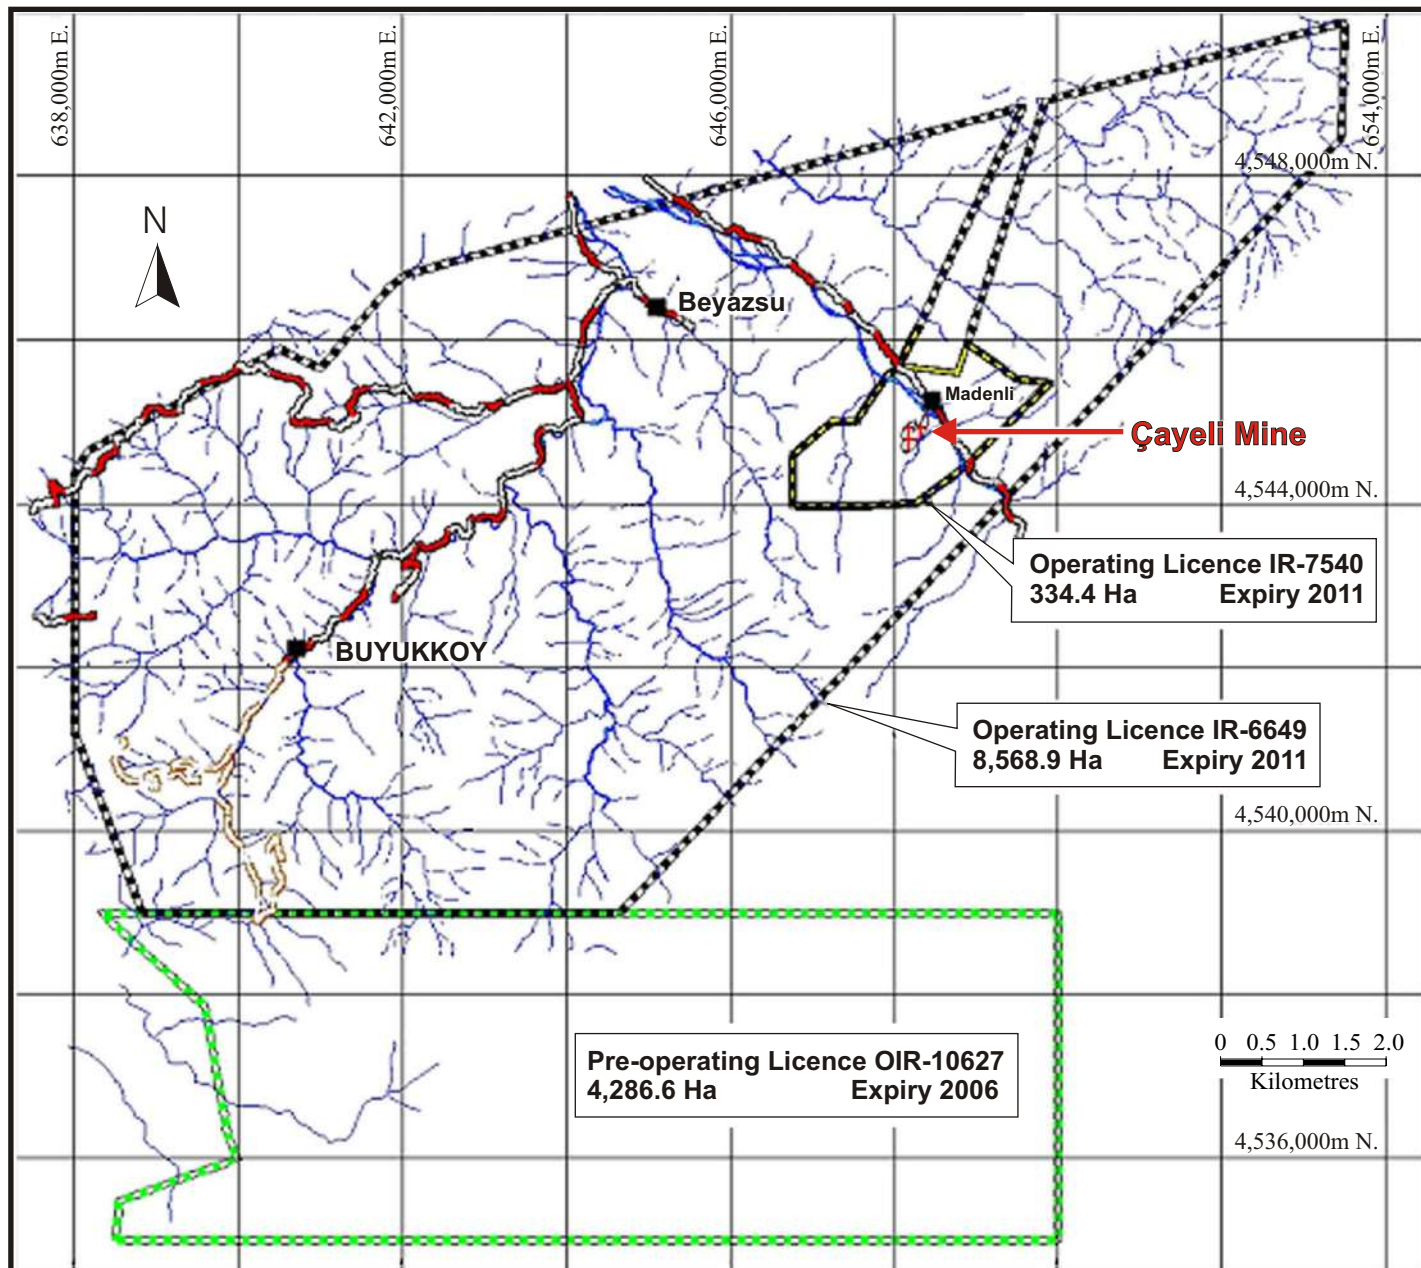 638,000m E.
642,000m E.
646,000m E.
654,000m E.
4,548,000m N.
N
Beyazsu
Madenli
Çayeli Mine
4,544,000m N.
Operating Licence IR-7540
334.4 Ha Expiry 2011
BUYUKKOY
Operating Licence IR-6649
8,568.9 Ha Expiry 2011
4,540,000m N.
Pre-operating Licence OIR-10627
4,286.6 Ha Expiry 2006
0 0.5 1.0 1.5 2.0
Kilometres
4,536,000m N.